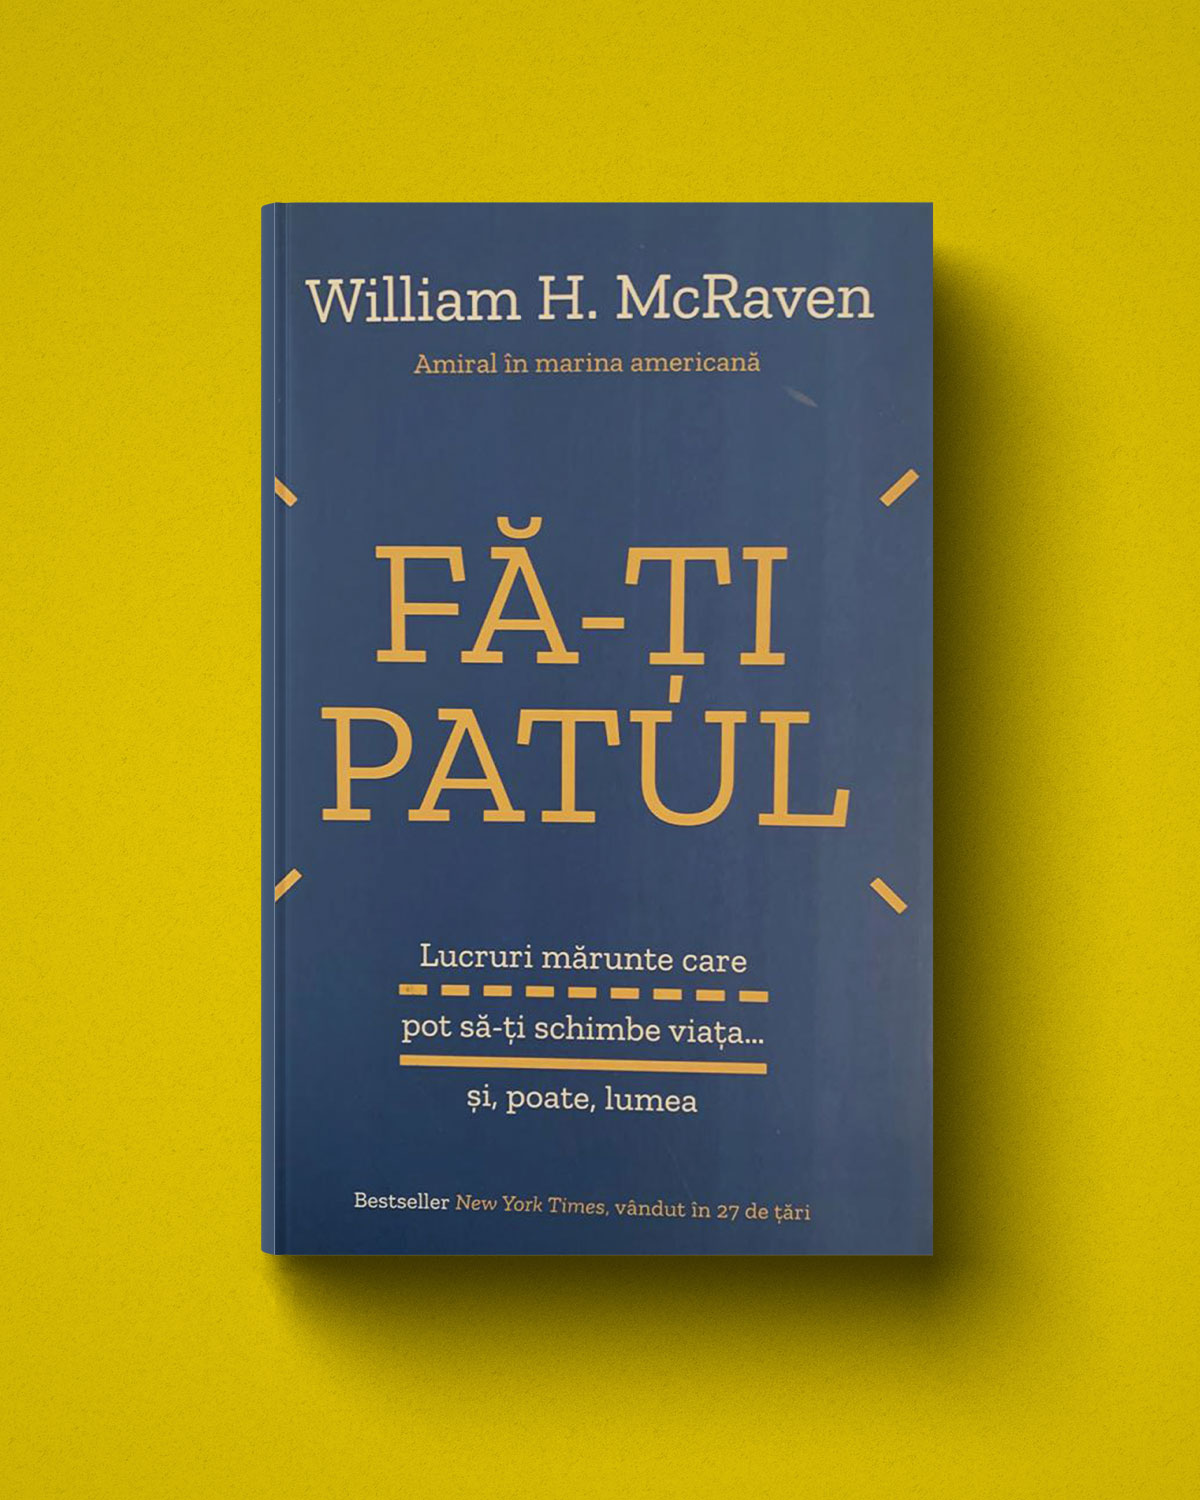 William H. McRaven
Amiral în marina americană
FĂ-ȚI
PATUL
Lucruri mărunte care
pot să-ți schimbe viața...
și, poate, lumea
Bestseller New York Times, vândut în 27 de țări